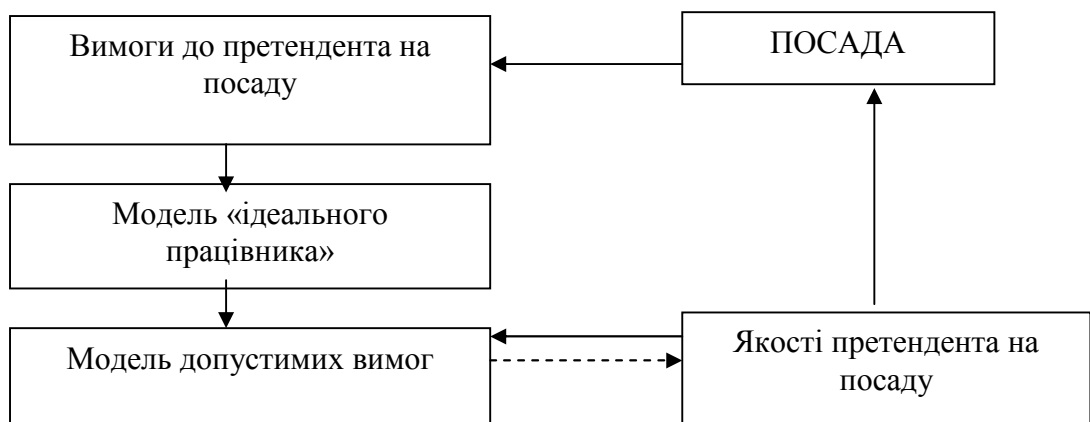 Вимоги до претендента на
посаду
ПОСАДА
Модель «ідеального
працівника»
Модель допустимих вимог
Якості претендента на
посаду